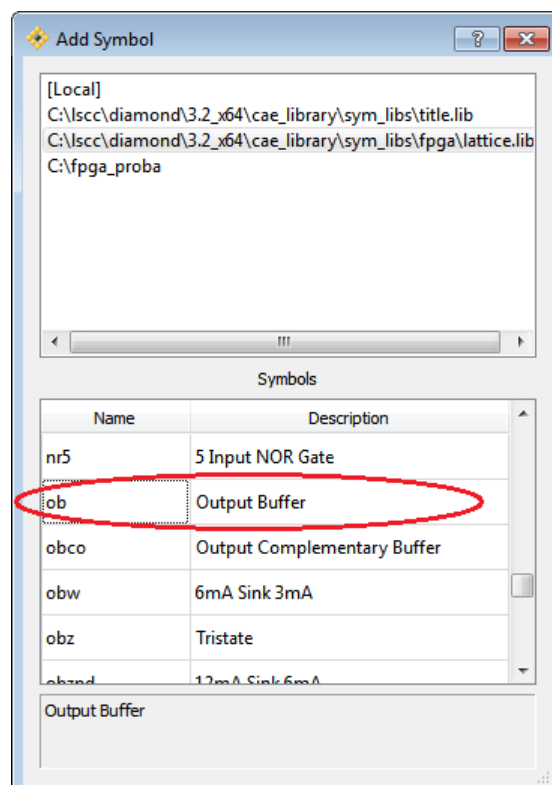 Add Symbol
[Local]
C:\lscc\diamond\3.2_x64\cae_library\sym_libs\title.lib
C:\lscc\diamond\3.2_x64\cae_library\sym_libs\fpga\lattice.lib
C:\fpga_proba
Symbols
Name Description
nr5 5 Input NOR Gate
ob Output Buffer
obco Output Complementary Buffer
obw 6mA Sink 3mA
obz Tristate
obznd 12mA Sink 6mA
Output Buffer